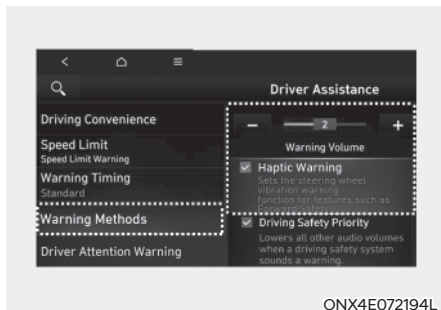 Driver Assistance
Driving Convenience
Speed Limit
Speed Limit Warning
Warning Timing
Standard
Warning Methods
Driver Attention Warning
− 2 +
Warning Volume
Haptic Warning
Sets the steering wheel
vibration warning
function for features such as
Forward Safety.
Driving Safety Priority
Lowers all other audio volumes
when a driving safety system
sounds a warning.
ONX4E072194L